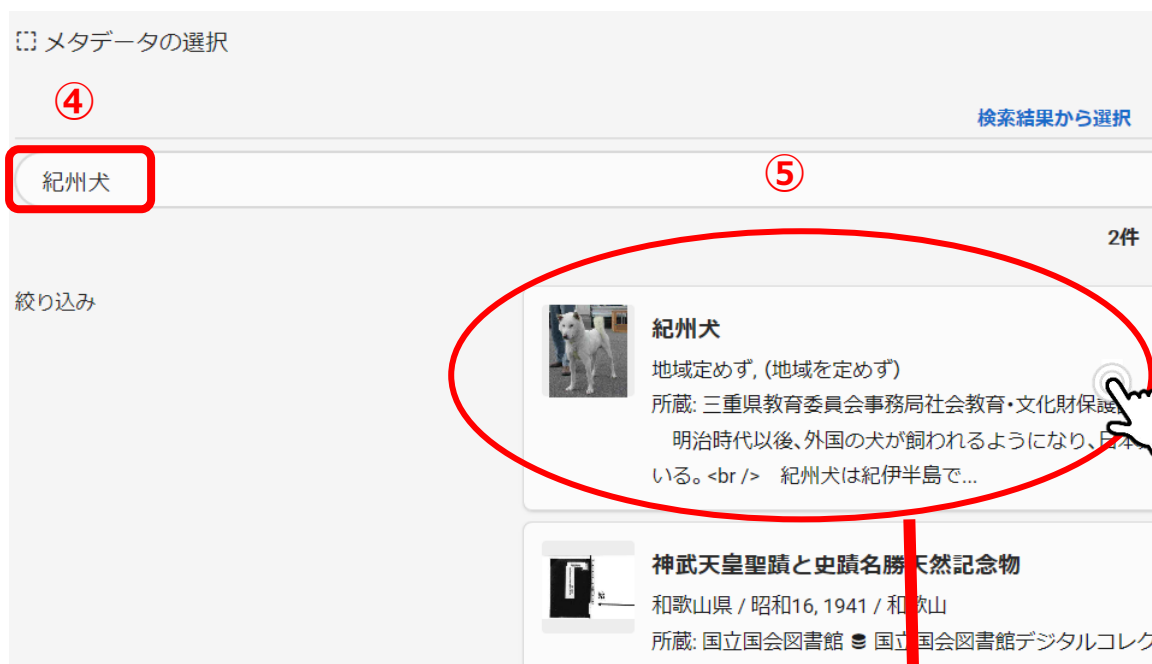 メタデータの選択
④
検索結果から選択
紀州犬
⑤
2件
絞り込み
紀州犬
地域定めず, (地域を定めず)
所蔵: 三重県教育委員会事務局社会教育・文化財保護
明治時代以後、外国の犬が飼われるようになり、日本
いる。<br /> 紀州犬は紀伊半島で...
神武天皇聖蹟と史蹟名勝天然記念物
和歌山県 / 昭和16, 1941 / 和歌山
所蔵: 国立国会図書館 国立国会図書館デジタルコレク